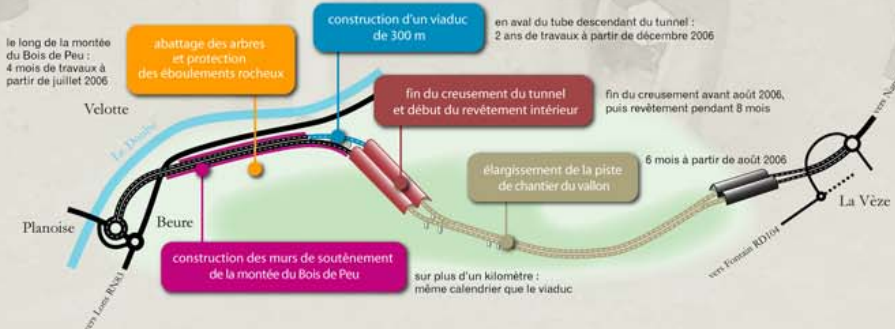 construction d'un viaduc
de 300 m
en aval du tube descendant du tunnel :
2 ans de travaux à partir de décembre 2006
abattage des arbres
et protection
des éboulements rocheux
le long de la montée
du Bois de Peu :
4 mois de travaux à
partir de juillet 2006
Velotte
Le Doubs
fin du creusement du tunnel
et début du revêtement intérieur
fin du creusement avant août 2006,
puis revêtement pendant 8 mois
élargissement de la piste
de chantier du vallon
6 mois à partir de août 2006
La Vèze
Planoise
Beure
construction des murs de soutènement
de la montée du Bois de Peu
sur plus d'un kilomètre :
même calendrier que le viaduc
vers Fontain RD104
vers Lons RN83
vers